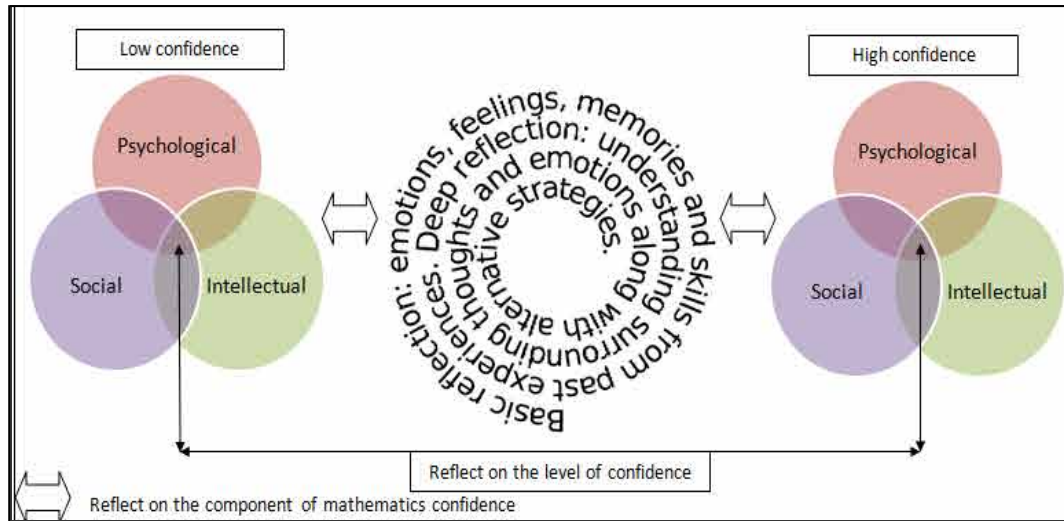 Low confidence
High confidence
Psychological
Social
Intellectual
Basic reflection: emotions, feelings, memories and skills from past experiences. Deep reflection: understanding surrounding thoughts and emotions along with alternative strategies.
Psychological
Social
Intellectual
Reflect on the level of confidence
Reflect on the component of mathematics confidence